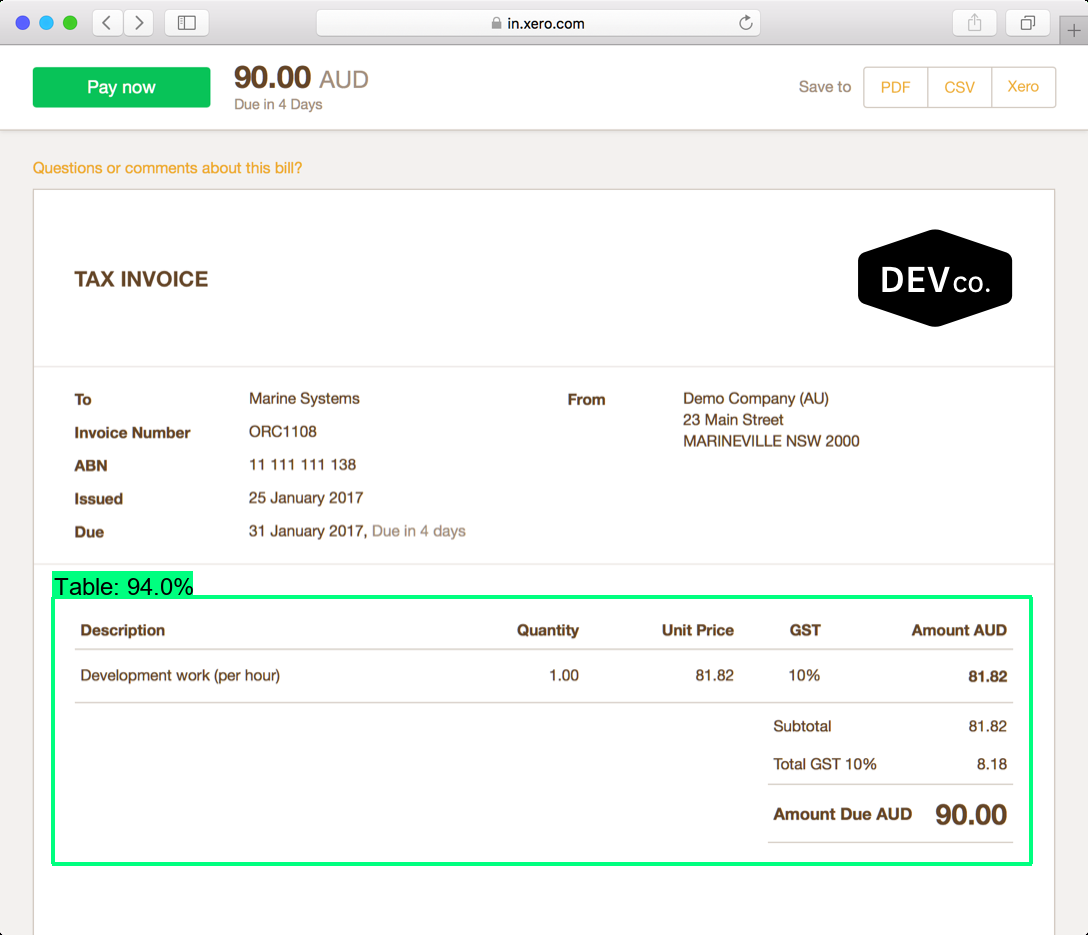 in.xero.com
Pay now
90.00 AUD
Due in 4 Days
Save to
PDF
CSV
Xero
Questions or comments about this bill?
TAX INVOICE
DEVco.
To Marine Systems
Invoice Number ORC1108
ABN 11 111 111 138
Issued 25 January 2017
Due 31 January 2017, Due in 4 days
From Demo Company (AU)
23 Main Street
MARINEVILLE NSW 2000
Table: 94.0%
Description Quantity Unit Price GST Amount AUD
Development work (per hour) 1.00 81.82 10% 81.82
Subtotal 81.82
Total GST 10% 8.18
Amount Due AUD 90.00